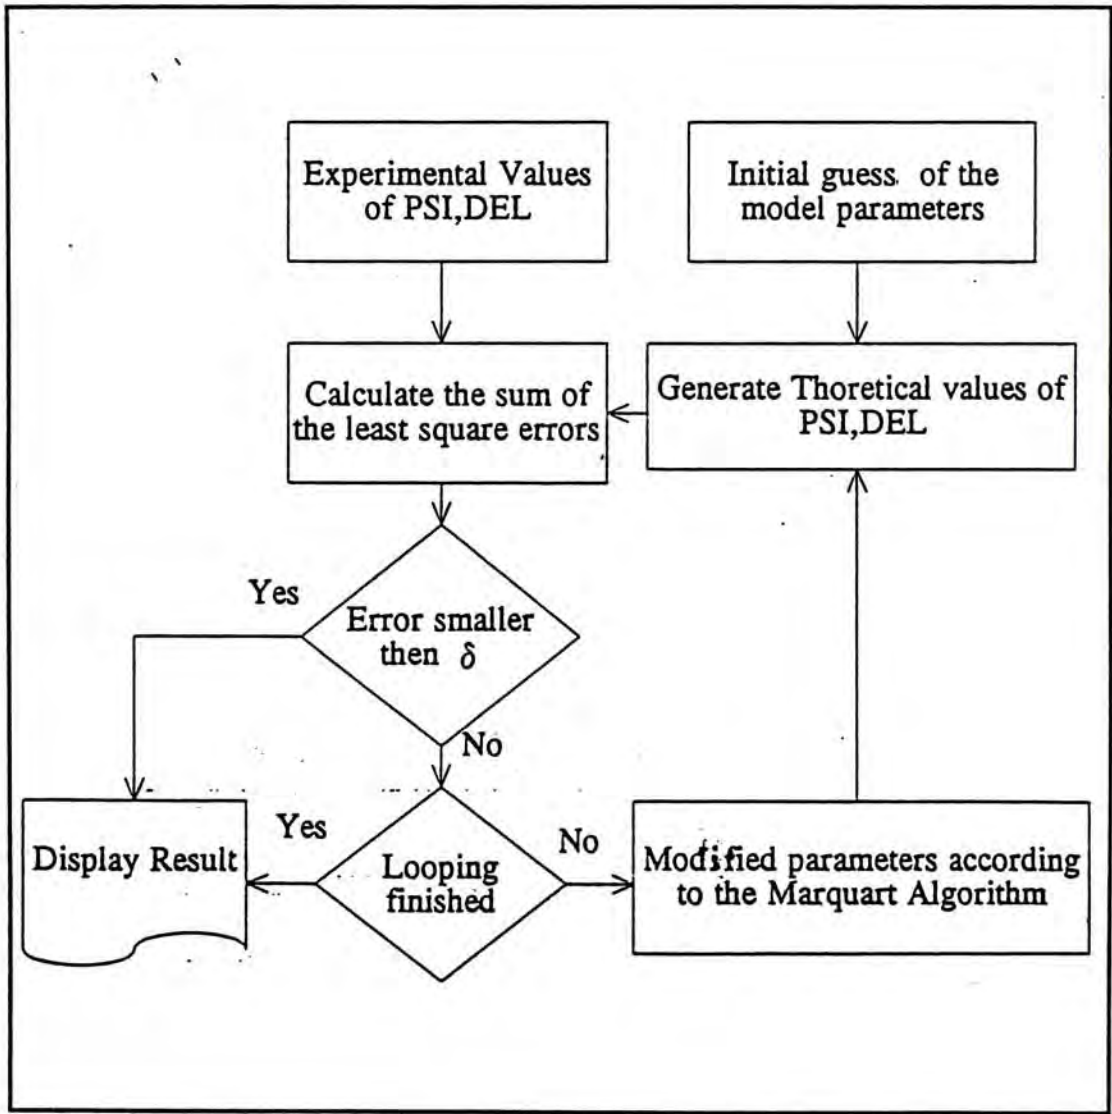 Experimental Values
of PSI,DEL
Initial guess. of the
model parameters
Calculate the sum of
the least square errors
Generate Thoretical values of
PSI,DEL
Yes
Error smaller
then δ
No
Display Result
Yes
Looping
finished
No
Modified parameters according
to the Marquart Algorithm